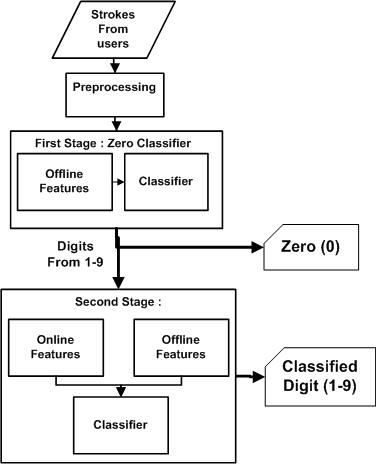 Strokes
From
users
Preprocessing
First Stage : Zero Classifier
Offline
Features
Classifier
Digits
From 1-9
Zero (0)
Second Stage :
Online
Features
Offline
Features
Classifier
Classified
Digit (1-9)